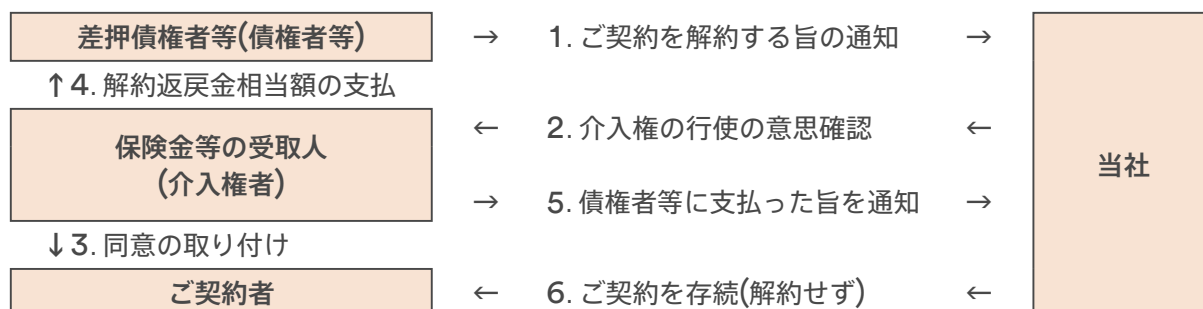 差押債権者等(債権者等) → 1. ご契約を解約する旨の通知 →
↑4. 解約返戻金相当額の支払
← 2. 介入権の行使の意思確認 ←
保険金等の受取人
(介入権者)
当社
→ 5. 債権者等に支払った旨を通知 →
↓3. 同意の取り付け
ご契約者 ← 6. ご契約を存続(解約せず) ←